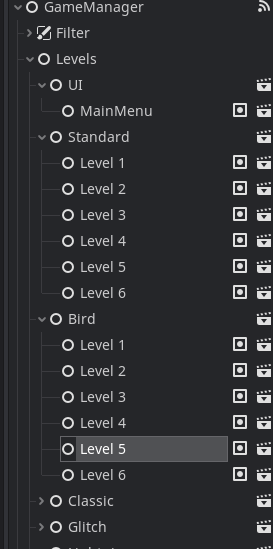 GameManager
Filter
Levels
UI
MainMenu
Standard
Level 1
Level 2
Level 3
Level 4
Level 5
Level 6
Bird
Level 1
Level 2
Level 3
Level 4
Level 5
Level 6
Classic
Glitch